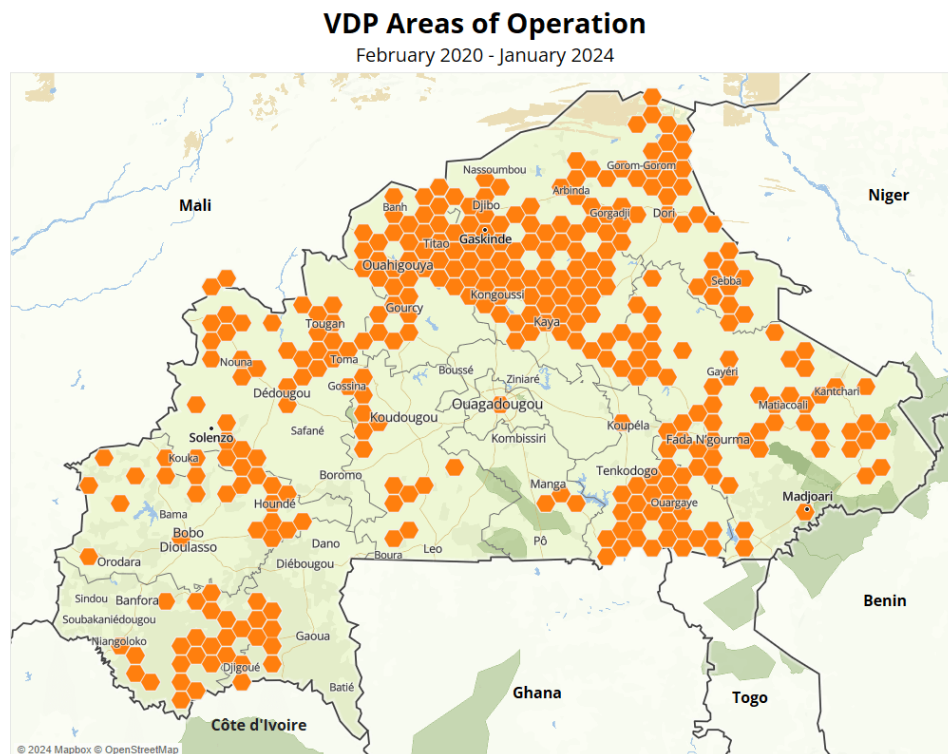 VDP Areas of Operation
February 2020 - January 2024
Mali
Niger
Nassoumbou
Gorom-Gorom
Arbinda
Banh
Djibo
Gorgadji
Dori
Titao
Gaskinde
Ouahigouya
Sebba
Kongoussi
Gourcy
Kaya
Tougan
Toma
Nouna
Boussé
Ziniaré
Gayéri
Gossina
Dédougou
Kantchari
Ouagadougou
Matiacoali
Koudougou
Safané
Koupéla
Solenzo
Kombissiri
Fada N'gourma
Kouka
Boromo
Tenkodogo
Manga
Madjoari
Houndé
Ouargaye
Bama
Bobo
Dioulasso
Dano
Pô
Leo
Boura
Orodara
Diébougou
Sindou
Banfora
Benin
Soubakaniédougou
Niangoloko
Gaoua
Djigoué
Batié
Ghana
Togo
Côte d'Ivoire
© 2024 Mapbox © OpenStreetMap